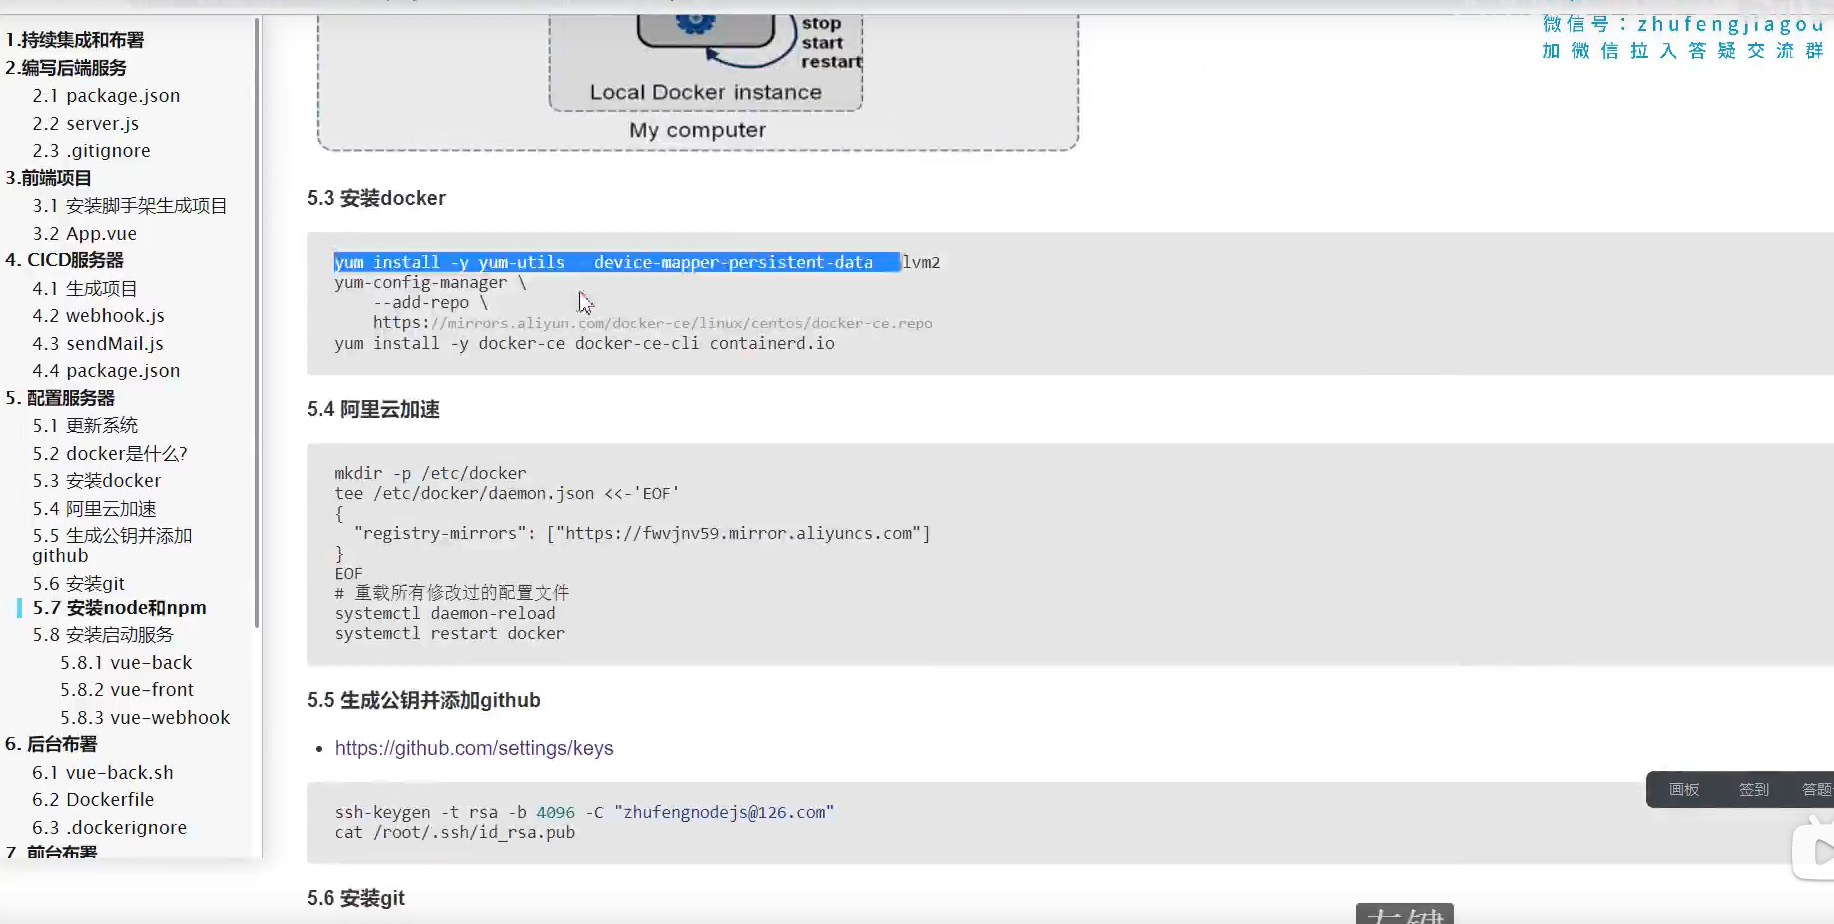 1.持续集成和布署
2.编写后端服务
2.1 package.json
2.2 server.js
2.3 .gitignore
3.前端项目
3.1 安装脚手架生成项目
3.2 App.vue
4. CICD服务器
4.1 生成项目
4.2 webhook.js
4.3 sendMail.js
4.4 package.json
5. 配置服务器
5.1 更新系统
5.2 docker是什么?
5.3 安装docker
5.4 阿里云加速
5.5 生成公钥并添加
github
5.6 安装git
5.7 安装node和npm
5.8 安装启动服务
5.8.1 vue-back
5.8.2 vue-front
5.8.3 vue-webhook
6. 后台布署
6.1 vue-back.sh
6.2 Dockerfile
6.3 .dockerignore
7. 前台布署
stop
start
restart
Local Docker instance
My computer
微信号：zhufengjiagou
加微信拉入答疑交流群
5.3 安装docker
yum install -y yum-utils   device-mapper-persistent-data   lvm2
yum-config-manager \
    --add-repo \
    https://mirrors.aliyun.com/docker-ce/linux/centos/docker-ce.repo
yum install -y docker-ce docker-ce-cli containerd.io
5.4 阿里云加速
mkdir -p /etc/docker
tee /etc/docker/daemon.json <<-'EOF'
{
  "registry-mirrors": ["https://fwvjnv59.mirror.aliyuncs.com"]
}
EOF
# 重载所有修改过的配置文件
systemctl daemon-reload
systemctl restart docker
5.5 生成公钥并添加github
• https://github.com/settings/keys
ssh-keygen -t rsa -b 4096 -C "zhufengnodejs@126.com"
cat /root/.ssh/id_rsa.pub
画板 签到 答题
5.6 安装git
左键